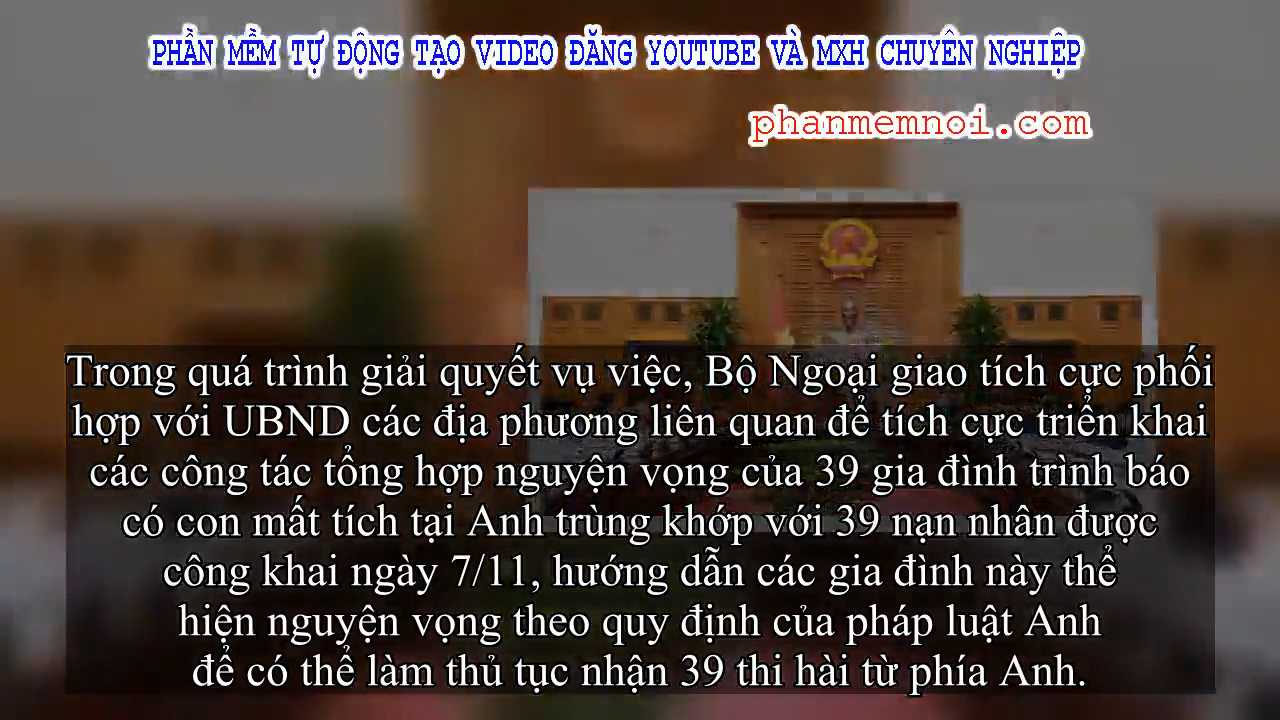 PHẦN MỀM TỰ ĐỘNG TẠO VIDEO ĐĂNG YOUTUBE VÀ MXH CHUYÊN NGHIỆP
phanmemnoi.com
Trong quá trình giải quyết vụ việc, Bộ Ngoại giao tích cực phối
hợp với UBND các địa phương liên quan để tích cực triển khai
các công tác tổng hợp nguyện vọng của 39 gia đình trình báo
có con mất tích tại Anh trùng khớp với 39 nạn nhân được
công khai ngày 7/11, hướng dẫn các gia đình này thể
hiện nguyện vọng theo quy định của pháp luật Anh
để có thể làm thủ tục nhận 39 thi hài từ phía Anh.